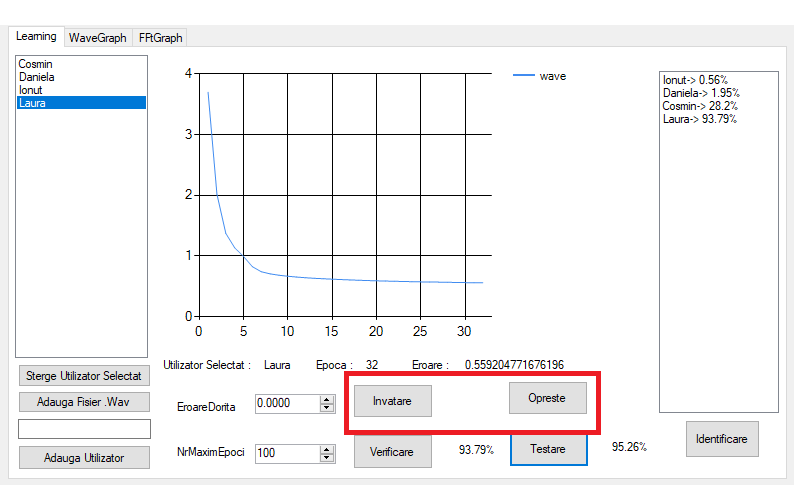 Learning WaveGraph FFtGraph
Cosmin
Daniela
Ionut
Laura
4
3
2
1
0
0 5 10 15 20 25 30
wave
Ionut-> 0.56%
Daniela-> 1.95%
Cosmin-> 28.2%
Laura-> 93.79%
Utilizator Selectat : Laura Epoca : 32 Eroare : 0.559204771676196
Sterge Utilizator Selectat
Adauga Fisier .Wav
Adauga Utilizator
EroareDorita 0.0000 Invatare Opreste
NrMaximEpoci 100 Verificare 93.79% Testare 95.26%
Identificare